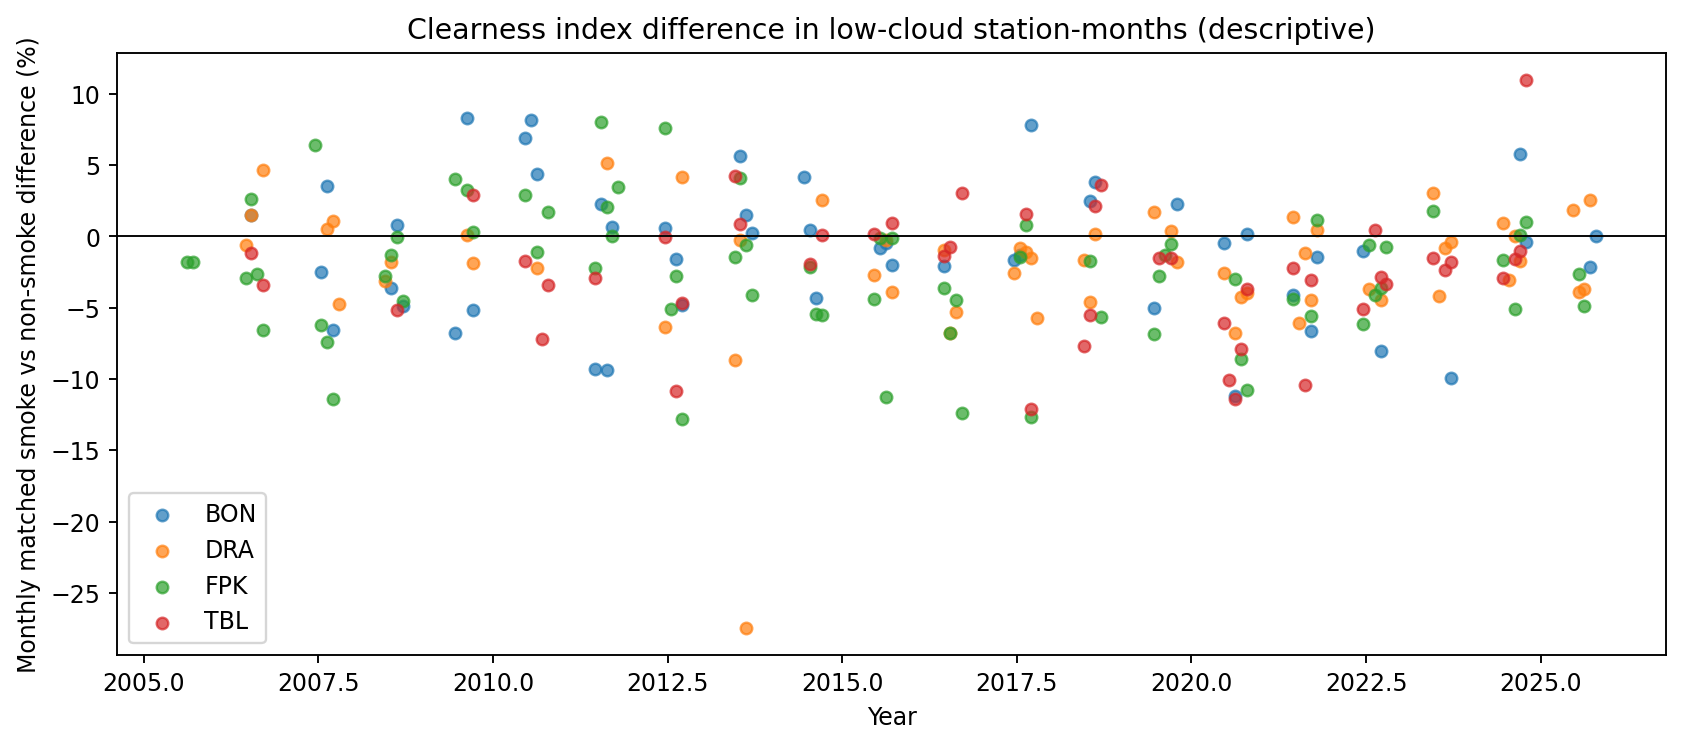 Clearness index difference in low-cloud station-months (descriptive)
Monthly matched smoke vs non-smoke difference (%)
10
5
0
−5
−10
−15
−20
−25
BON
DRA
FPK
TBL
2005.0 2007.5 2010.0 2012.5 2015.0 2017.5 2020.0 2022.5 2025.0
Year